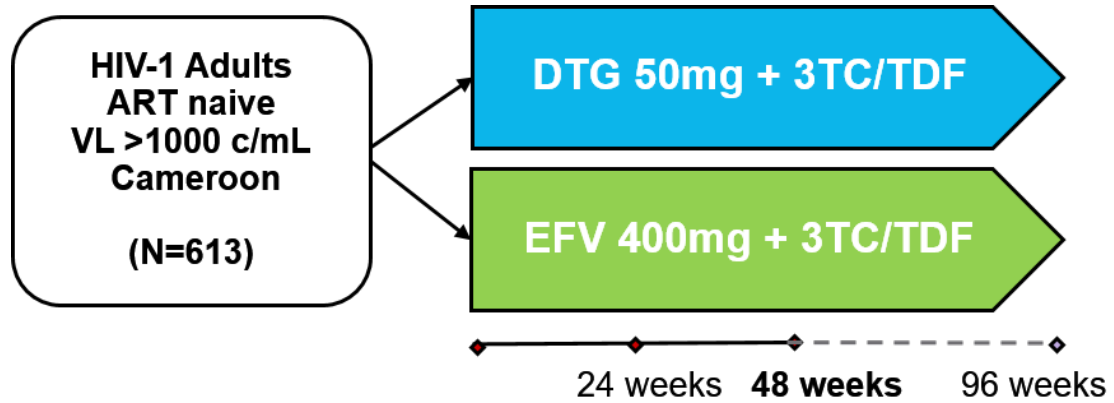 HIV-1 Adults
ART naive
VL >1000 c/mL
Cameroon
(N=613)
DTG 50mg + 3TC/TDF
EFV 400mg + 3TC/TDF
24 weeks 48 weeks 96 weeks